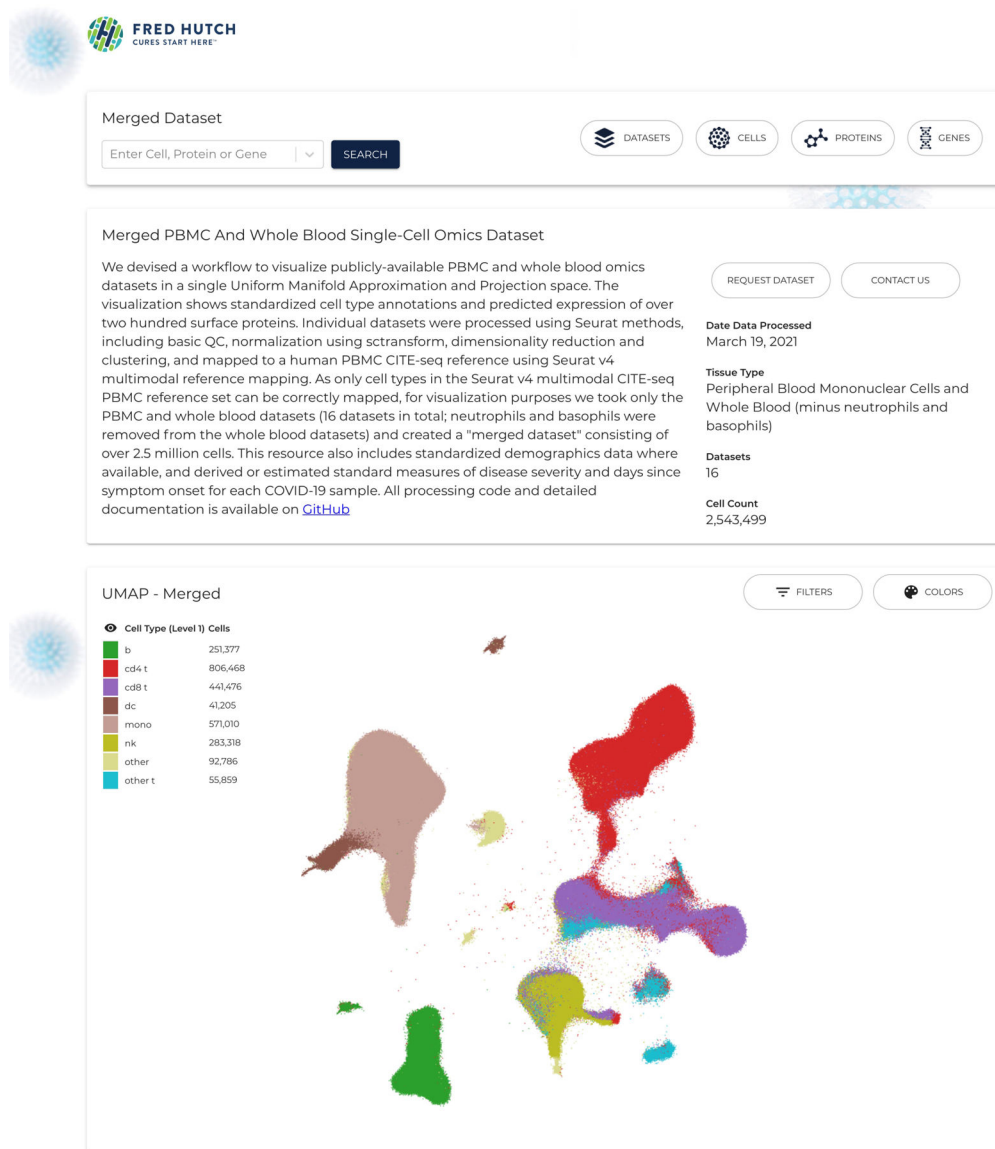 FRED HUTCH
CURES START HERE™
Merged Dataset
Enter Cell, Protein or Gene
SEARCH
DATASETS
CELLS
PROTEINS
GENES
Merged PBMC And Whole Blood Single-Cell Omics Dataset
We devised a workflow to visualize publicly-available PBMC and whole blood omics
datasets in a single Uniform Manifold Approximation and Projection space. The
visualization shows standardized cell type annotations and predicted expression of over
two hundred surface proteins. Individual datasets were processed using Seurat methods,
including basic QC, normalization using sctransform, dimensionality reduction and
clustering, and mapped to a human PBMC CITE-seq reference using Seurat v4
multimodal reference mapping. As only cell types in the Seurat v4 multimodal CITE-seq
PBMC reference set can be correctly mapped, for visualization purposes we took only the
PBMC and whole blood datasets (16 datasets in total; neutrophils and basophils were
removed from the whole blood datasets) and created a "merged dataset" consisting of
over 2.5 million cells. This resource also includes standardized demographics data where
available, and derived or estimated standard measures of disease severity and days since
symptom onset for each COVID-19 sample. All processing code and detailed
documentation is available on GitHub
REQUEST DATASET
CONTACT US
Date Data Processed
March 19, 2021
Tissue Type
Peripheral Blood Mononuclear Cells and
Whole Blood (minus neutrophils and
basophils)
Datasets
16
Cell Count
2,543,499
UMAP - Merged
FILTERS
COLORS
Cell Type (Level 1) Cells
b 251,377
cd4 t 806,468
cd8 t 441,476
dc 41,205
mono 571,010
nk 283,318
other 92,786
other t 55,859